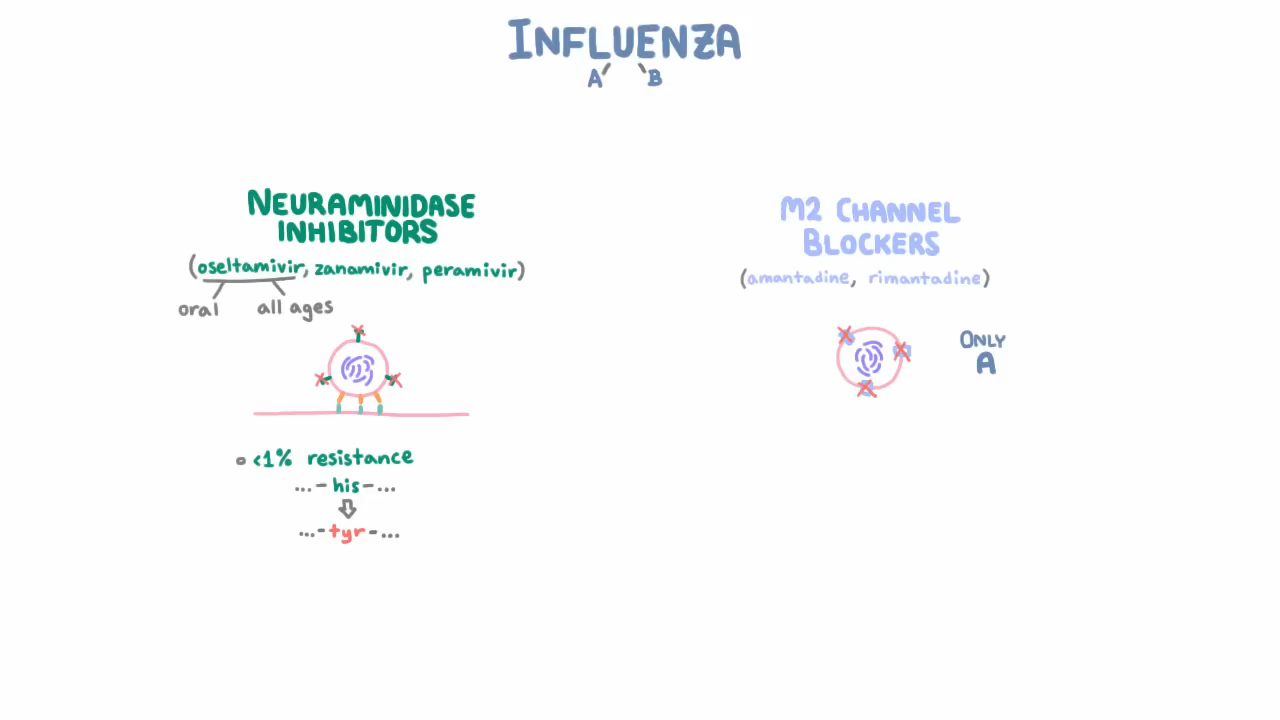 INFLUENZA
A B
NEURAMINIDASE
INHIBITORS
(oseltamivir, zanamivir, peramivir)
oral all ages
<1% resistance
...-his-...
...-tyr-...
M2 CHANNEL
BLOCKERS
(amantadine, rimantadine)
ONLY
A